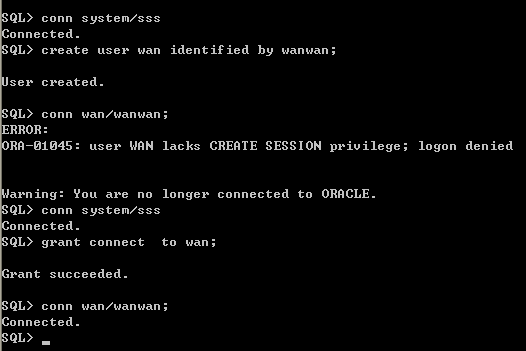 SQL> conn system/sss
Connected.
SQL> create user wan identified by wanwan;
User created.
SQL> conn wan/wanwan;
ERROR:
ORA-01045: user WAN lacks CREATE SESSION privilege; logon denied
Warning: You are no longer connected to ORACLE.
SQL> conn system/sss
Connected.
SQL> grant connect  to wan;
Grant succeeded.
SQL> conn wan/wanwan;
Connected.
SQL> _